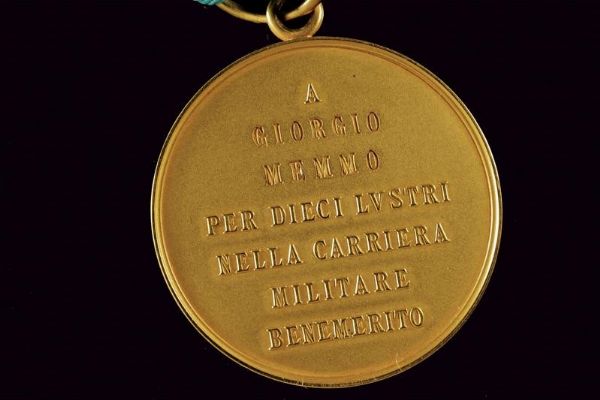 A
GIORGIO
MEMMO
PER DIECI LVSTRI
NELLA CARRIERA
MILITARE
BENEMERITO